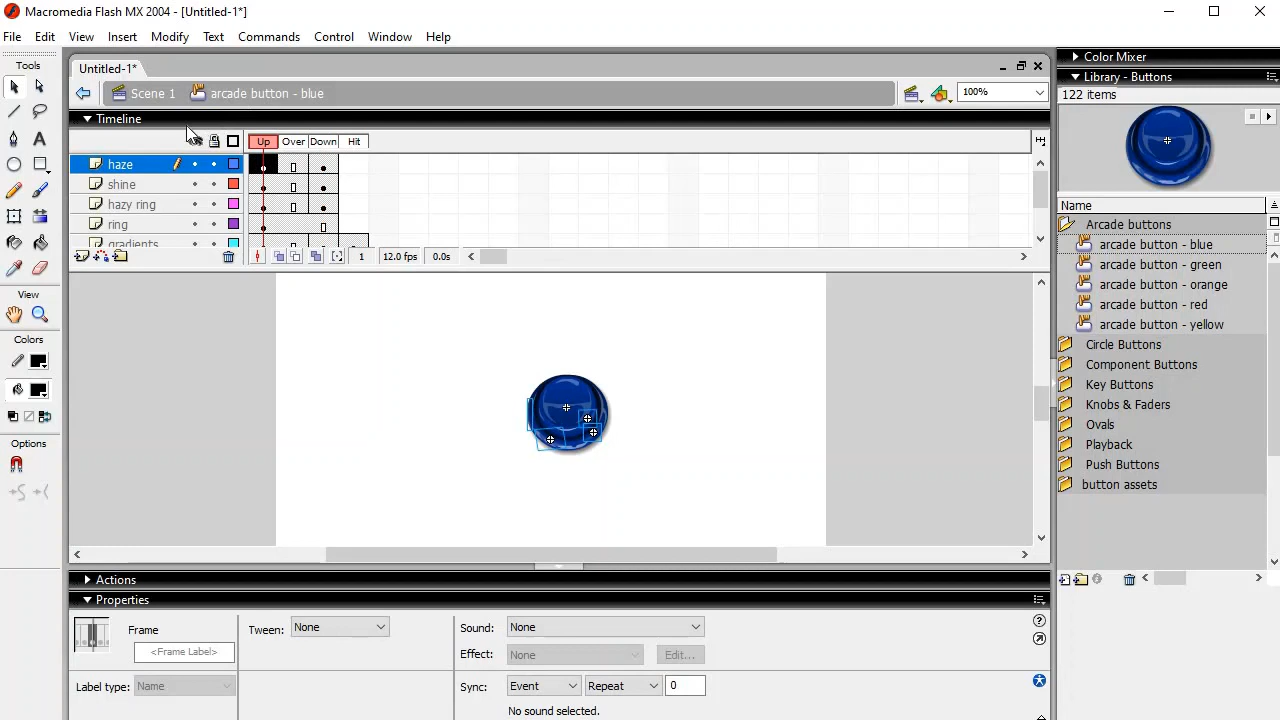 Macromedia Flash MX 2004 - [Untitled-1*]
File Edit View Insert Modify Text Commands Control Window Help
Tools
Untitled-1*
Scene 1 arcade button - blue 100%
Timeline
Up Over Down Hit
haze
shine
hazy ring
ring
gradients
1 12.0 fps 0.0s
View
Colors
Options
Color Mixer
Library - Buttons
122 items
Name
Arcade buttons
arcade button - blue
arcade button - green
arcade button - orange
arcade button - red
arcade button - yellow
Circle Buttons
Component Buttons
Key Buttons
Knobs & Faders
Ovals
Playback
Push Buttons
button assets
Actions
Properties
Frame Tween: None Sound: None
<Frame Label> Effect: None Edit...
Label type: Name Sync: Event Repeat 0
No sound selected.